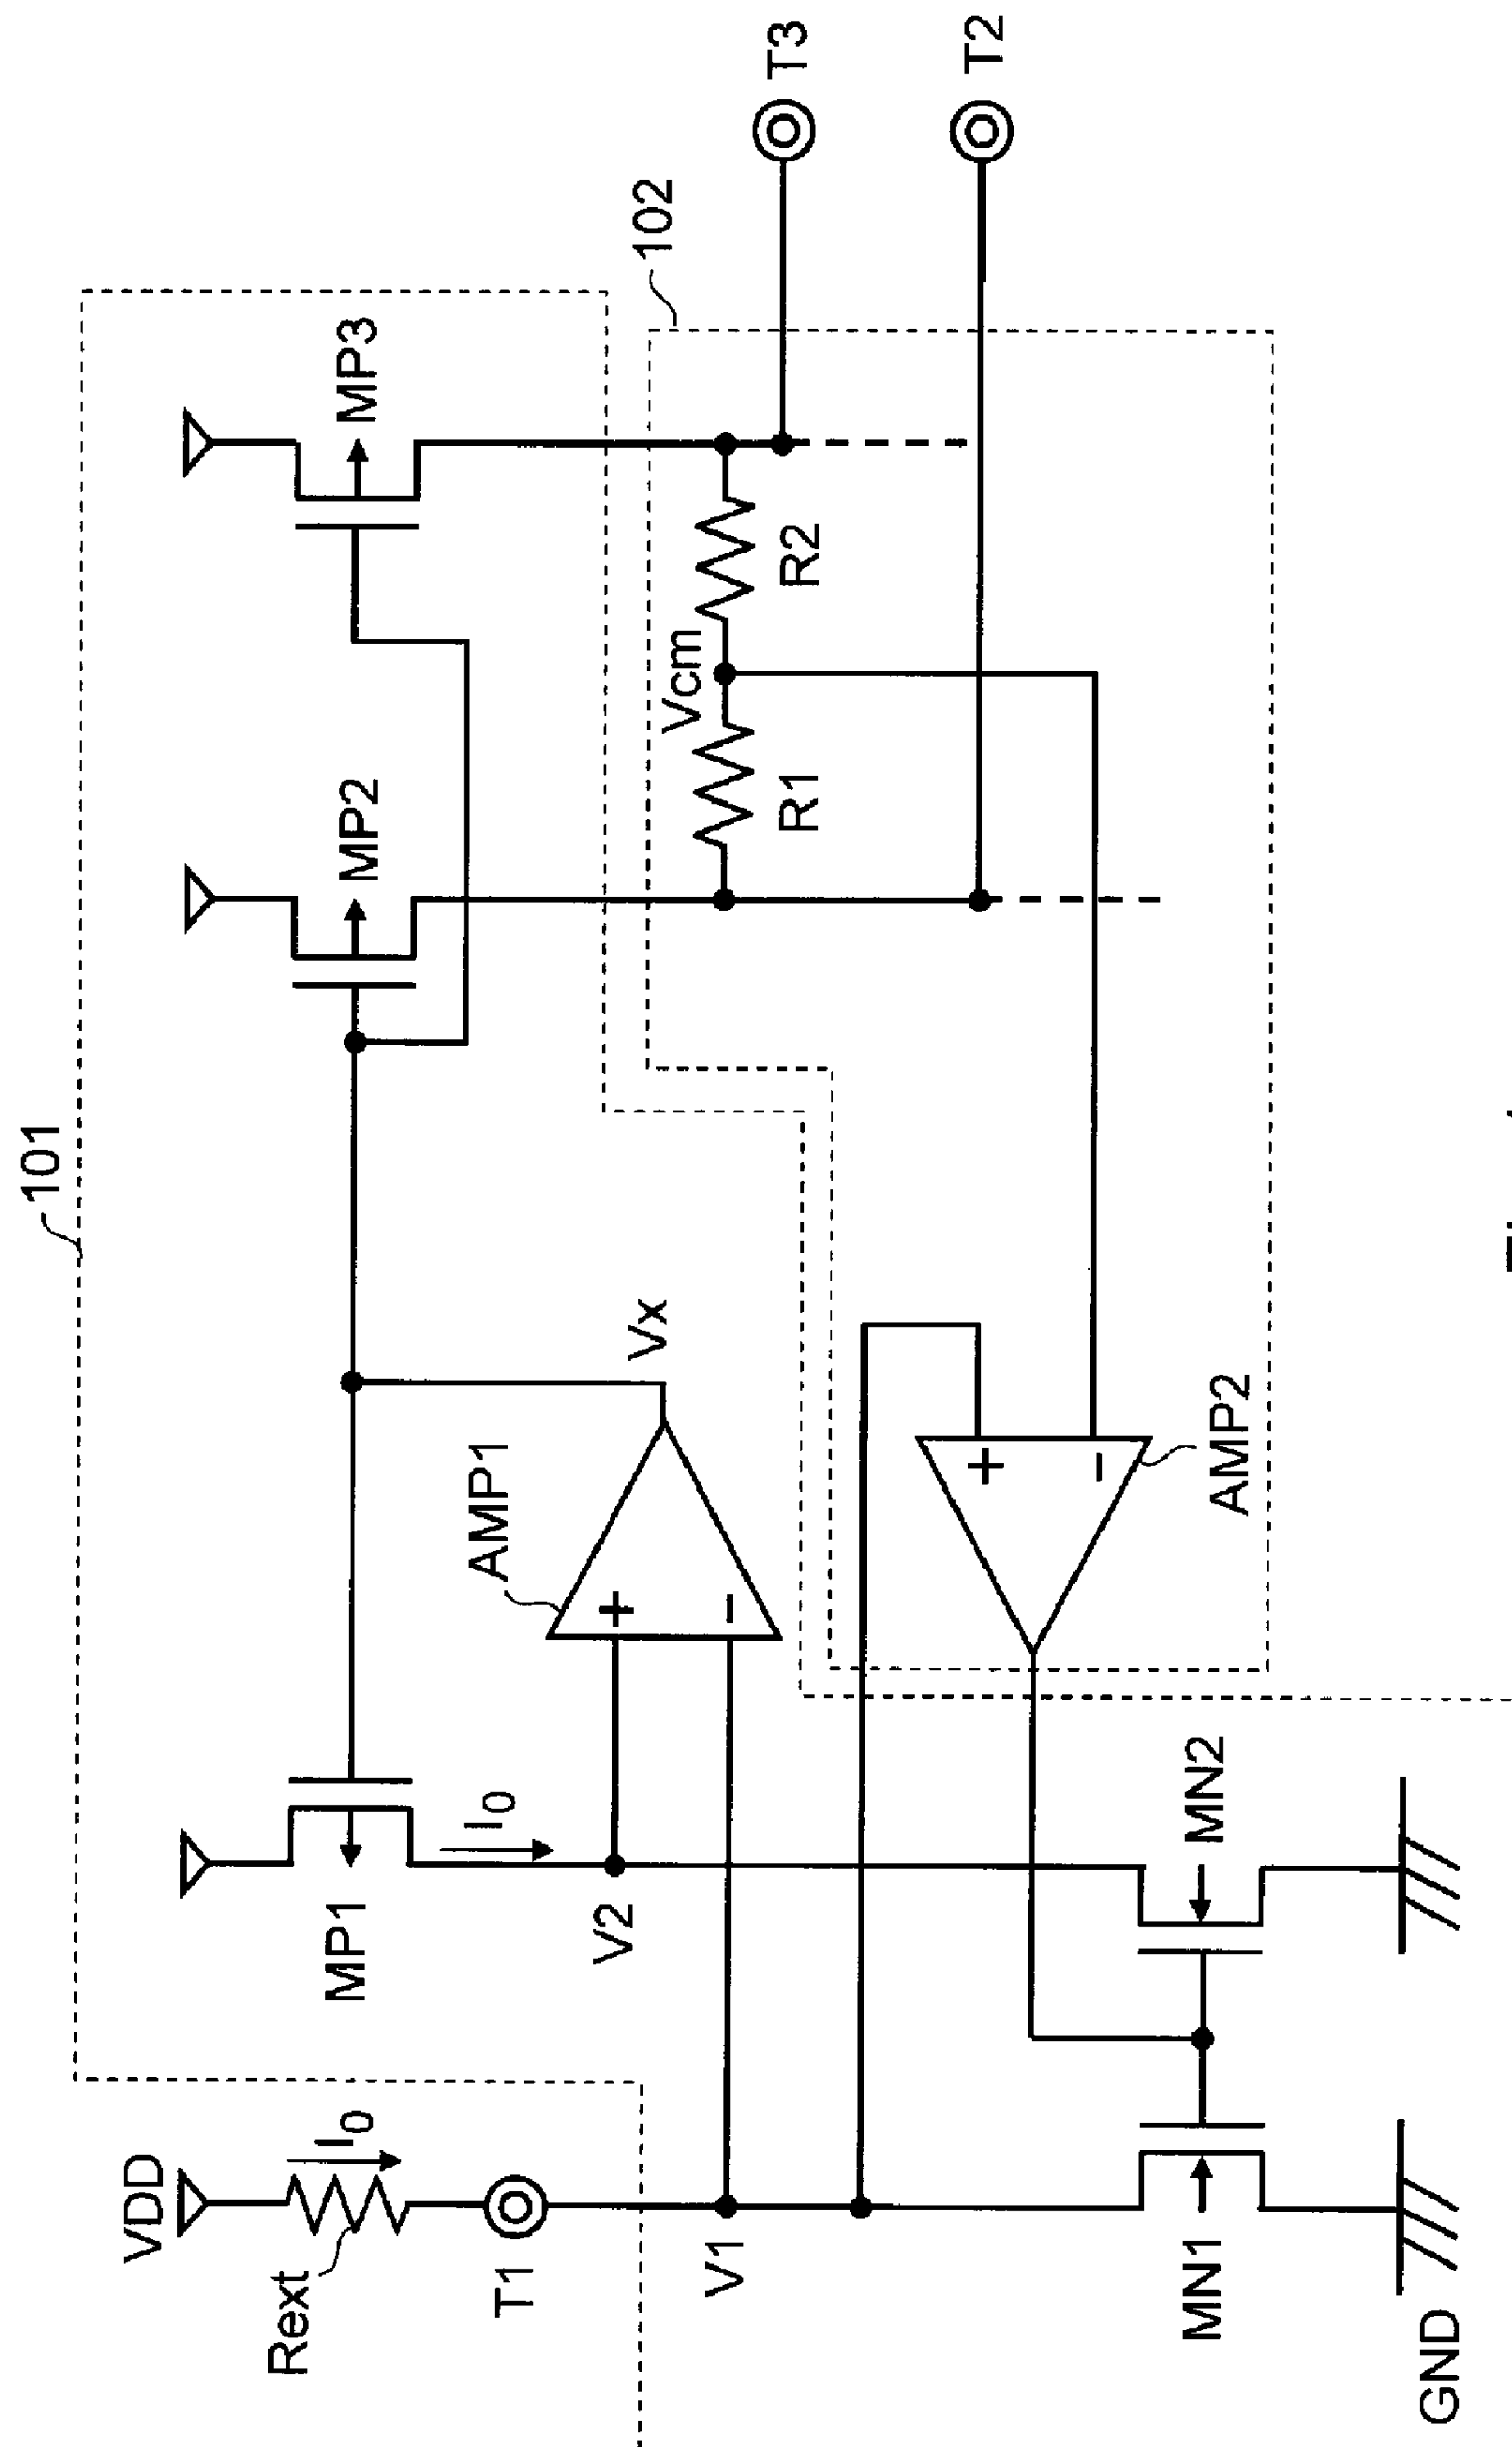 101
VDD
Rext
I0
T1
MP1
I0
V2
AMP1
+
-
Vx
MP2
MP3
102
Vcm
R1
R2
T3
T2
V1
+
-
AMP2
MN1
MN2
GND